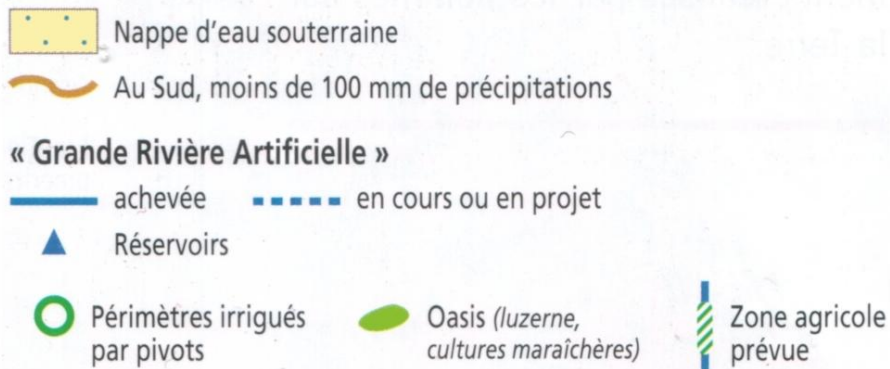 Nappe d'eau souterraine
Au Sud, moins de 100 mm de précipitations
« Grande Rivière Artificielle »
achevée
en cours ou en projet
Réservoirs
Périmètres irrigués
par pivots
Oasis (luzerne,
cultures maraîchères)
Zone agricole
prévue